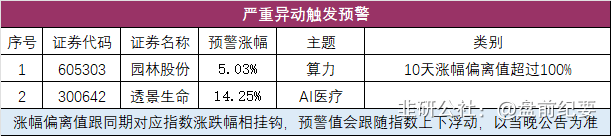 严重异动触发预警
序号 证券代码 证券名称 预警涨幅 主题 类别
1 605303 园林股份 5.03% 算力 10天涨幅偏离值超过100%
2 300642 透景生命 14.25% AI医疗
涨幅偏离值跟同期对应指数涨跌幅相挂钩，预警值会跟随指数上下浮动，以当晚公告为准
韭研公社：@盘前纪要